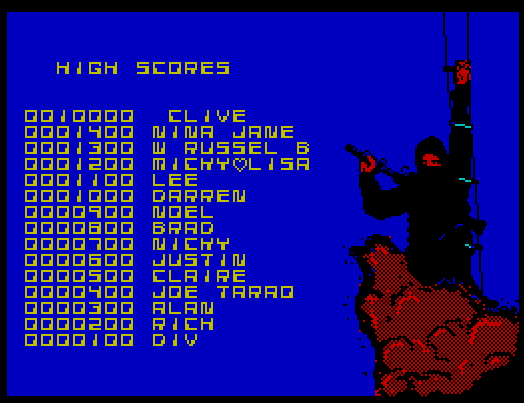 HIGH SCORES
0010000 CLIVE
0001400 NINA JANE
0001300 W RUSSEL B
0001200 MICKY♡LISA
0001100 LEE
0001000 DARREN
0000900 NOEL
0000800 BRAD
0000700 NICKY
0000600 JUSTIN
0000500 CLAIRE
0000400 JOE TARAO
0000300 ALAN
0000200 RICH
0000100 DIV